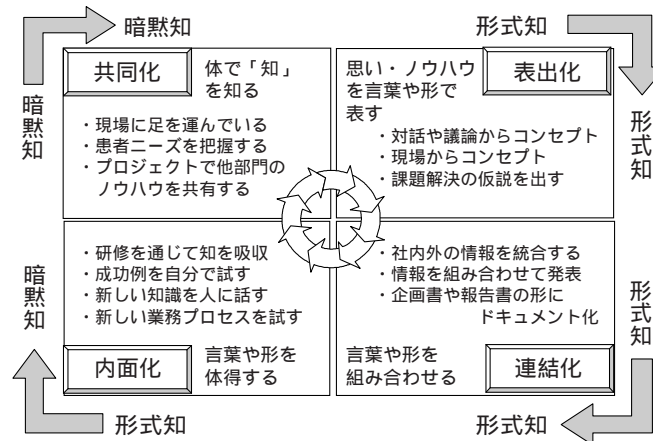 暗黙知
形式知
暗黙知
共同化
体で「知」
を知る
・現場に足を運んでいる
・患者ニーズを把握する
・プロジェクトで他部門の
ノウハウを共有する
思い・ノウハウ
を言葉や形で
表す
表出化
・対話や議論からコンセプト
・現場からコンセプト
・課題解決の仮説を出す
形式知
暗黙知
・研修を通じて知を吸収
・成功例を自分で試す
・新しい知識を人に話す
・新しい業務プロセスを試す
内面化
言葉や形を
体得する
・社内外の情報を統合する
・情報を組み合わせて発表
・企画書や報告書の形に
ドキュメント化
言葉や形を
組み合わせる
連結化
形式知
形式知
形式知